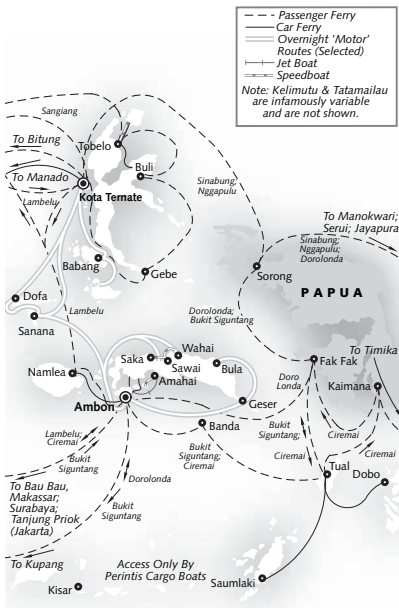 Passenger Ferry
Car Ferry
Overnight 'Motor'
Routes (Selected)
Jet Boat
Speedboat
Note: Kelimutu & Tatamailau
are infamously variable
and are not shown.
Sangiang
To Bitung
Tobelo
Buli
To Manado
Kota Ternate
Lambelu
Sinabung;
Nggapulu
To Manokwari;
Serui; Jayapura
Sinabung;
Nggapulu;
Dorolonda
Babang
Gebe
Sorong
PAPUA
Dofa
Lambelu
Sanana
Dorolonda;
Bukit Siguntang
To Timika
Wahai
Saka
Sawai
Bula
Fak Fak
Namlea
Amahai
Doro
Londa
Kaimana
Ambon
Geser
Banda
Lambelu;
Ciremai
Bukit
Siguntang
Bukit
Siguntang;
Ciremai
Bukit
Siguntang;
Ciremai
Ciremai
Ciremai
Tual
Dobo
Dorolonda
To Bau Bau,
Makassar;
Surabaya;
Tanjung Priok
(Jakarta)
Bukit
Siguntang
To Kupang
Access Only By
Perintis Cargo Boats
Kisar
Saumlaki